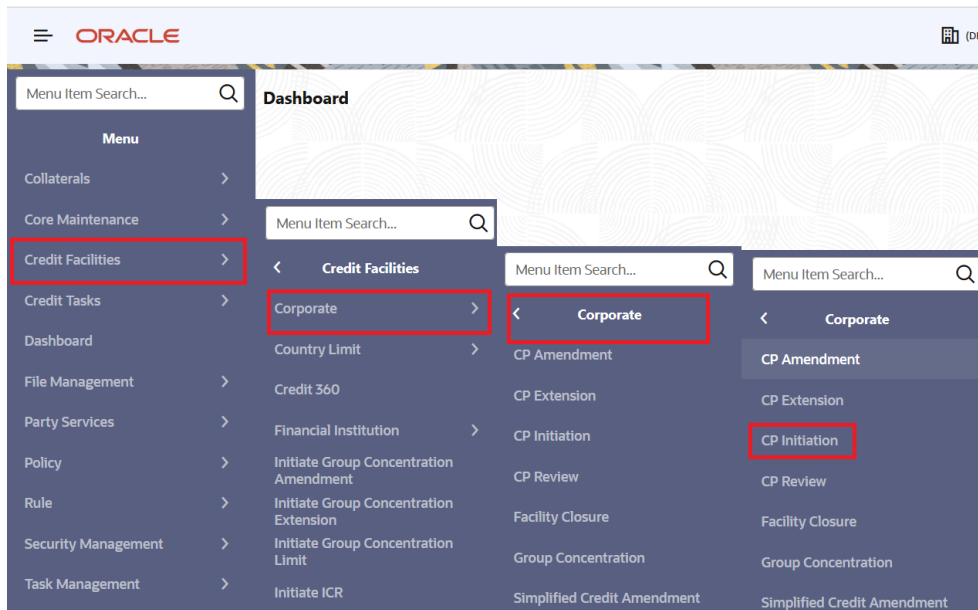 ORACLE
Menu Item Search...
Dashboard
Menu
Collaterals
Core Maintenance
Credit Facilities
Credit Tasks
Dashboard
File Management
Party Services
Policy
Rule
Security Management
Task Management
Menu Item Search...
Credit Facilities
Corporate
Country Limit
Credit 360
Financial Institution
Initiate Group Concentration
Amendment
Initiate Group Concentration
Extension
Initiate Group Concentration
Limit
Initiate ICR
Menu Item Search...
Corporate
CP Amendment
CP Extension
CP Initiation
CP Review
Facility Closure
Group Concentration
Simplified Credit Amendment
Menu Item Search...
Corporate
CP Amendment
CP Extension
CP Initiation
CP Review
Facility Closure
Group Concentration
Simplified Credit Amendment